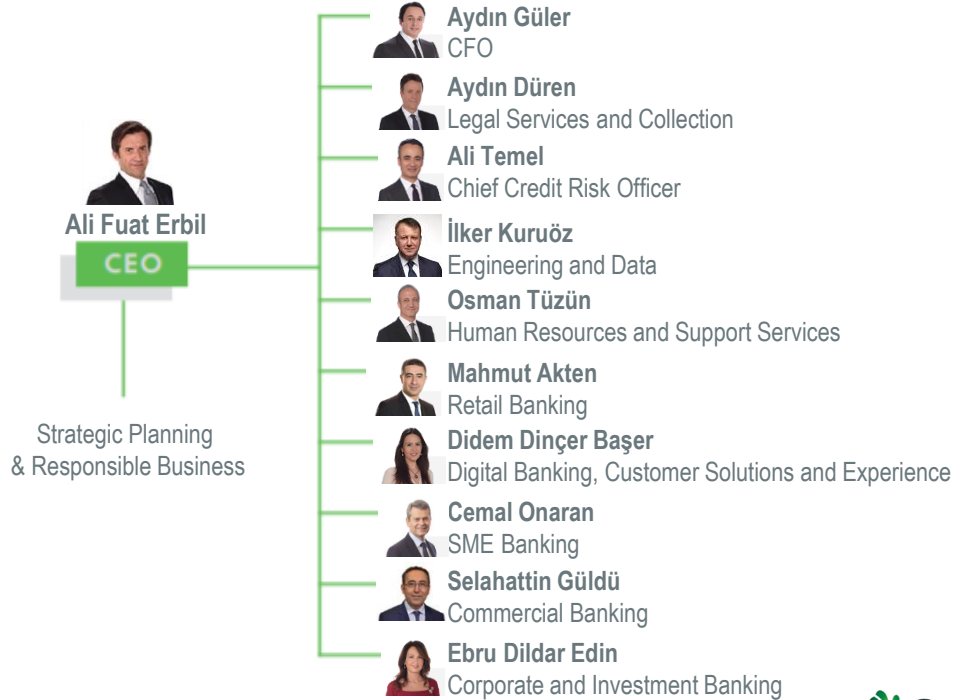 Aydın Güler
CFO
Aydın Düren
Legal Services and Collection
Ali Temel
Chief Credit Risk Officer
Ali Fuat Erbil
CEO
İlker Kuruöz
Engineering and Data
Osman Tüzün
Human Resources and Support Services
Mahmut Akten
Retail Banking
Strategic Planning
& Responsible Business
Didem Dinçer Başer
Digital Banking, Customer Solutions and Experience
Cemal Onaran
SME Banking
Selahattin Güldü
Commercial Banking
Ebru Dildar Edin
Corporate and Investment Banking